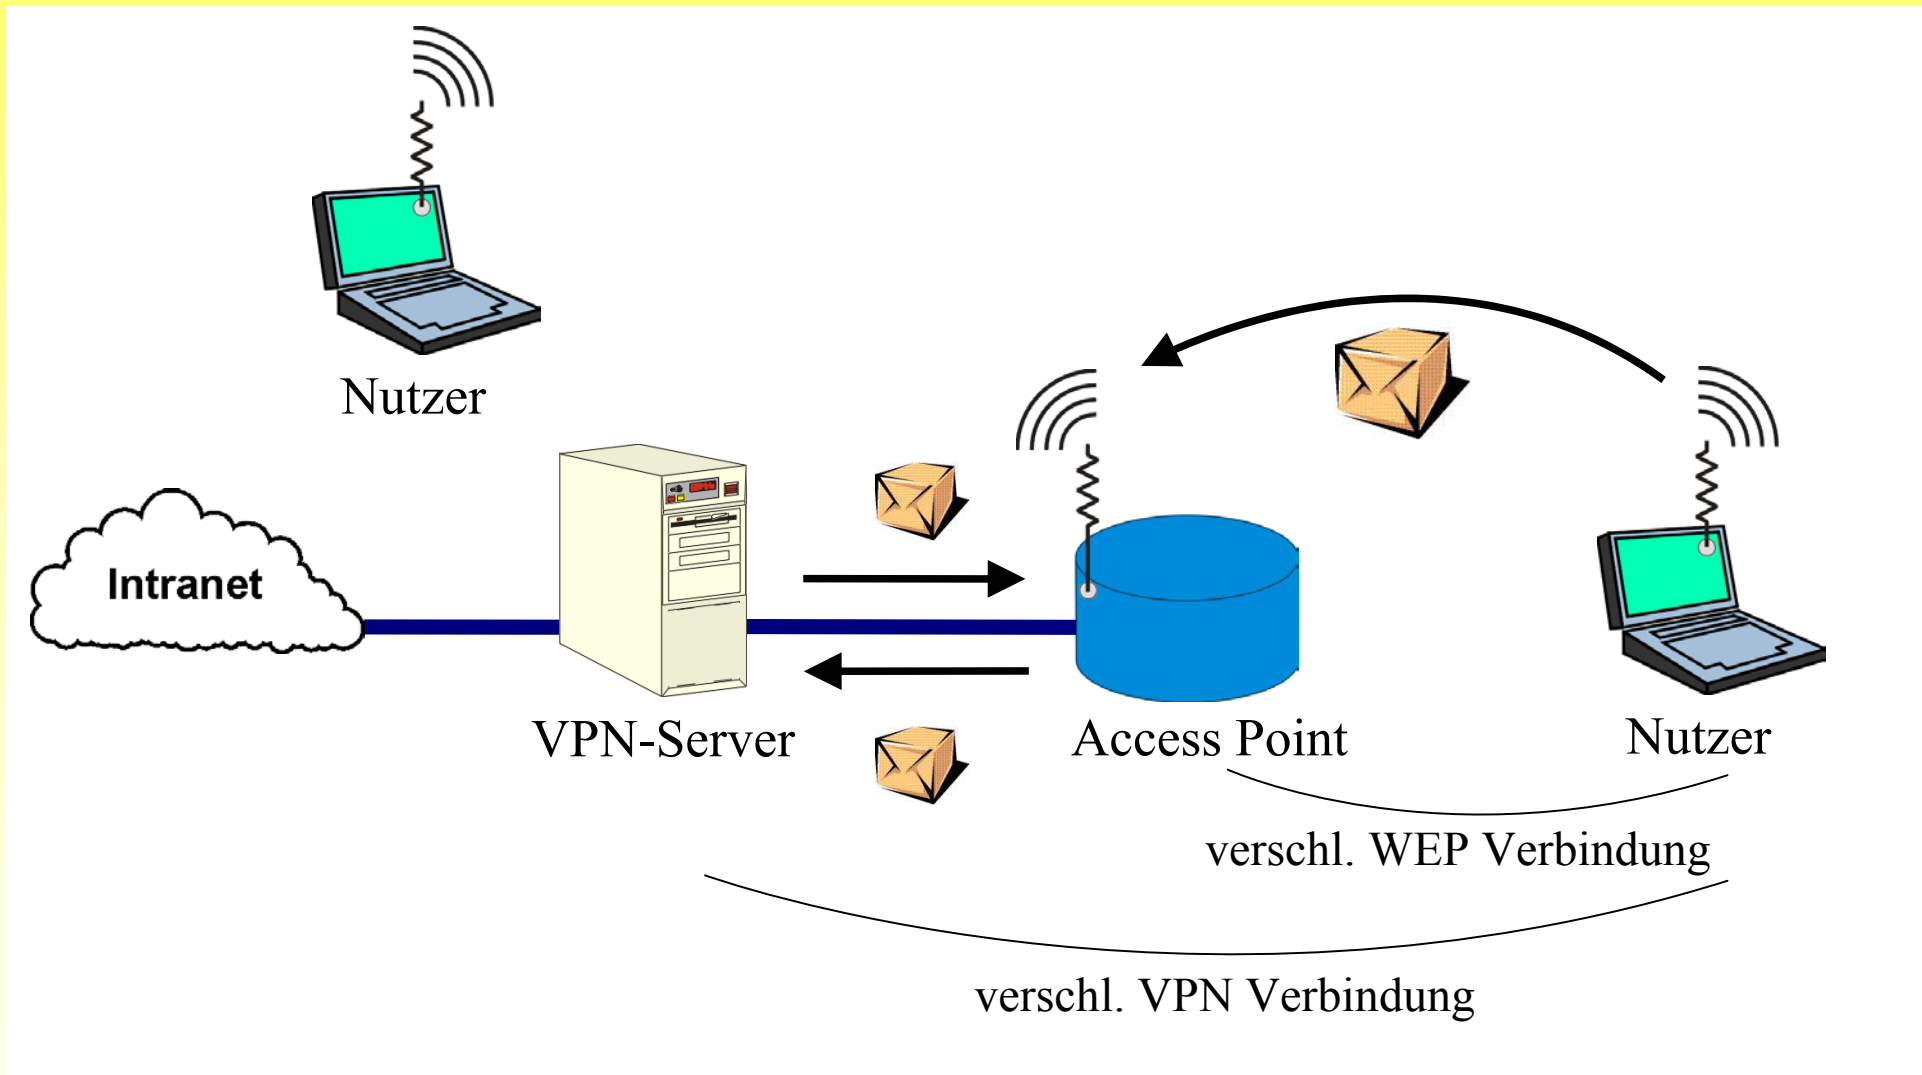 Nutzer
Intranet
VPN-Server
Access Point
Nutzer
verschl. WEP Verbindung
verschl. VPN Verbindung